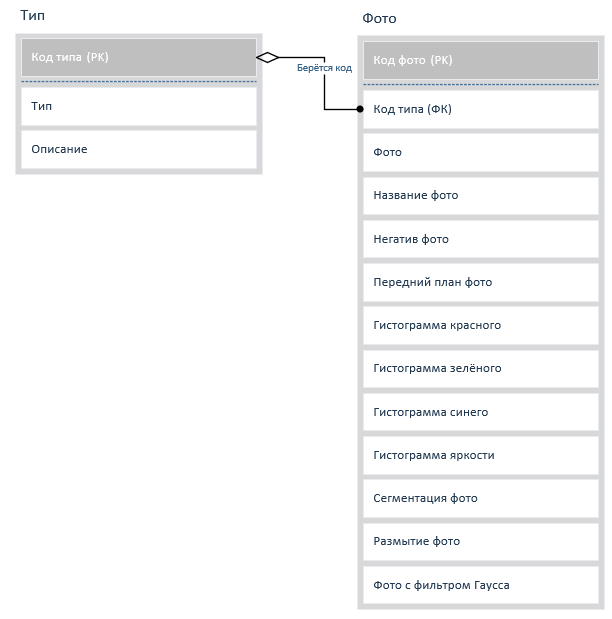 Тип
Код типа (PK)
Тип
Описание
Берётся код
Фото
Код фото (PK)
Код типа (ФК)
Фото
Название фото
Негатив фото
Передний план фото
Гистограмма красного
Гистограмма зелёного
Гистограмма синего
Гистограмма яркости
Сегментация фото
Размытие фото
Фото с фильтром Гаусса